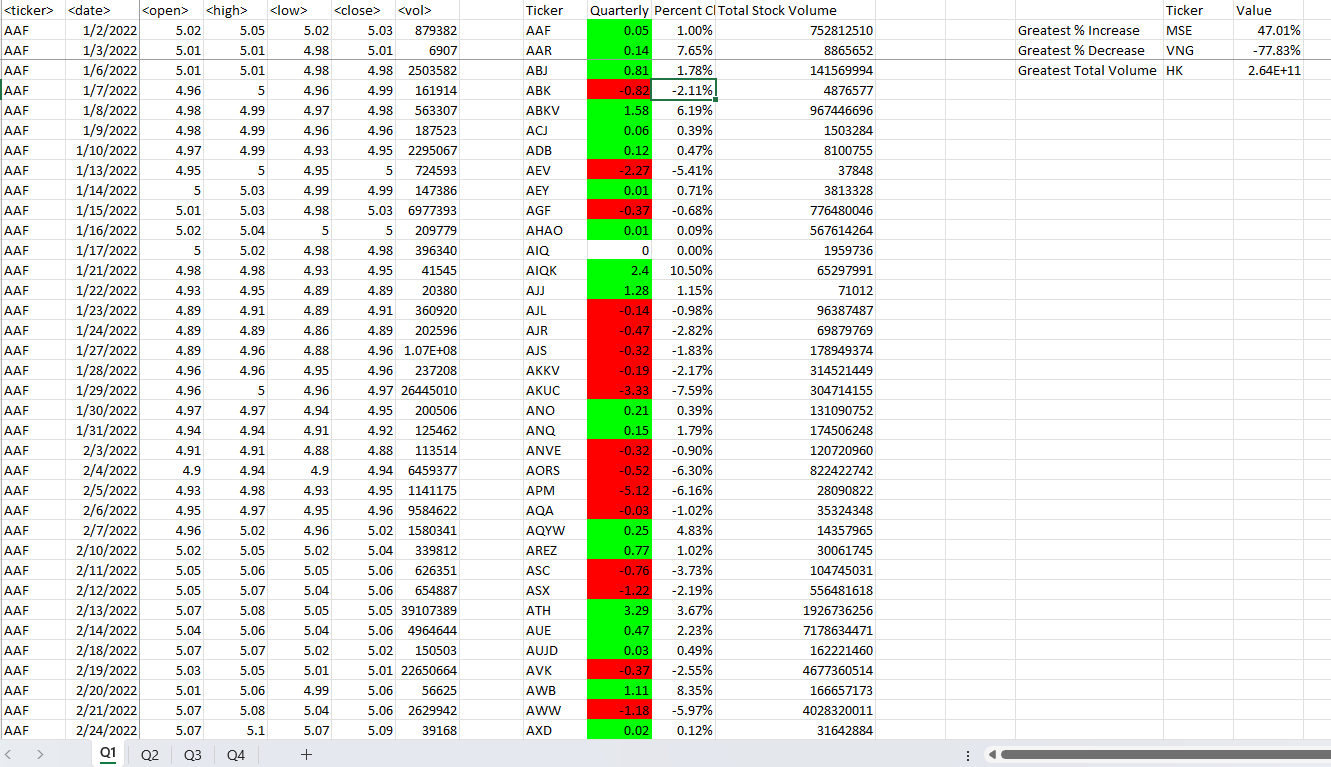 <ticker> <date> <open> <high> <low> <close> <vol> Ticker Quarterly Percent Cl Total Stock Volume Ticker Value
AAF 1/2/2022 5.02 5.05 5.02 5.03 879382 AAF 0.05 1.00% 752812510 Greatest % Increase MSE 47.01%
AAF 1/3/2022 5.01 5.01 4.98 5.01 6907 AAR 0.14 7.65% 8865652 Greatest % Decrease VNG -77.83%
AAF 1/6/2022 5.01 5.01 4.98 4.98 2503582 ABJ 0.81 1.78% 141569994 Greatest Total Volume HK 2.64E+11
AAF 1/7/2022 4.96 5 4.96 4.99 161914 ABK -0.82 -2.11% 4876577
AAF 1/8/2022 4.98 4.99 4.97 4.98 563307 ABKV 1.58 6.19% 967446696
AAF 1/9/2022 4.98 4.99 4.96 4.96 187523 ACJ 0.06 0.39% 1503284
AAF 1/10/2022 4.97 4.99 4.93 4.95 2295067 ADB 0.12 0.47% 8100755
AAF 1/13/2022 4.95 5 4.95 5 724593 AEV -2.27 -5.41% 37848
AAF 1/14/2022 5 5.03 4.99 4.99 147386 AEY 0.01 0.71% 3813328
AAF 1/15/2022 5.01 5.03 4.98 5.03 6977393 AGF -0.37 -0.68% 776480046
AAF 1/16/2022 5.02 5.04 5 5 209779 AHAO 0.01 0.09% 567614264
AAF 1/17/2022 5 5.02 4.98 4.98 396340 AIQ 0 0.00% 1959736
AAF 1/21/2022 4.98 4.98 4.93 4.95 41545 AIQK 2.4 10.50% 65297991
AAF 1/22/2022 4.93 4.95 4.89 4.89 20380 AJJ 1.28 1.15% 71012
AAF 1/23/2022 4.89 4.91 4.89 4.91 360920 AJL -0.14 -0.98% 96387487
AAF 1/24/2022 4.89 4.89 4.86 4.89 202596 AJR -0.47 -2.82% 69879769
AAF 1/27/2022 4.89 4.96 4.88 4.96 1.07E+08 AJS -0.32 -1.83% 178949374
AAF 1/28/2022 4.96 4.96 4.95 4.96 237208 AKKV -0.19 -2.17% 314521449
AAF 1/29/2022 4.96 5 4.96 4.97 26445010 AKUC -3.33 -7.59% 304714155
AAF 1/30/2022 4.97 4.97 4.94 4.95 200506 ANO 0.21 0.39% 131090752
AAF 1/31/2022 4.94 4.94 4.91 4.92 125462 ANQ 0.15 1.79% 174506248
AAF 2/3/2022 4.91 4.91 4.88 4.88 113514 ANVE -0.32 -0.90% 120720960
AAF 2/4/2022 4.9 4.94 4.9 4.94 6459377 AORS -0.52 -6.30% 822422742
AAF 2/5/2022 4.93 4.98 4.93 4.95 1141175 APM -5.12 -6.16% 28090822
AAF 2/6/2022 4.95 4.97 4.95 4.96 9584622 AQA -0.03 -1.02% 35324348
AAF 2/7/2022 4.96 5.02 4.96 5.02 1580341 AQYW 0.25 4.83% 14357965
AAF 2/10/2022 5.02 5.05 5.02 5.04 339812 AREZ 0.77 1.02% 30061745
AAF 2/11/2022 5.05 5.06 5.05 5.06 626351 ASC -0.76 -3.73% 104745031
AAF 2/12/2022 5.05 5.07 5.04 5.06 654887 ASX -1.22 -2.19% 556481618
AAF 2/13/2022 5.07 5.08 5.05 5.05 39107389 ATH 3.29 3.67% 1926736256
AAF 2/14/2022 5.04 5.06 5.04 5.06 4964644 AUE 0.47 2.23% 7178634471
AAF 2/18/2022 5.07 5.07 5.02 5.02 150503 AUJD 0.03 0.49% 162221460
AAF 2/19/2022 5.03 5.05 5.01 5.01 22650664 AVK -0.37 -2.55% 4677360514
AAF 2/20/2022 5.01 5.06 4.99 5.06 56625 AWB 1.11 8.35% 166657173
AAF 2/21/2022 5.07 5.08 5.04 5.06 2629942 AWW -1.18 -5.97% 4028320011
AAF 2/24/2022 5.07 5.1 5.07 5.09 39168 AXD 0.02 0.12% 31642884
Q1 Q2 Q3 Q4